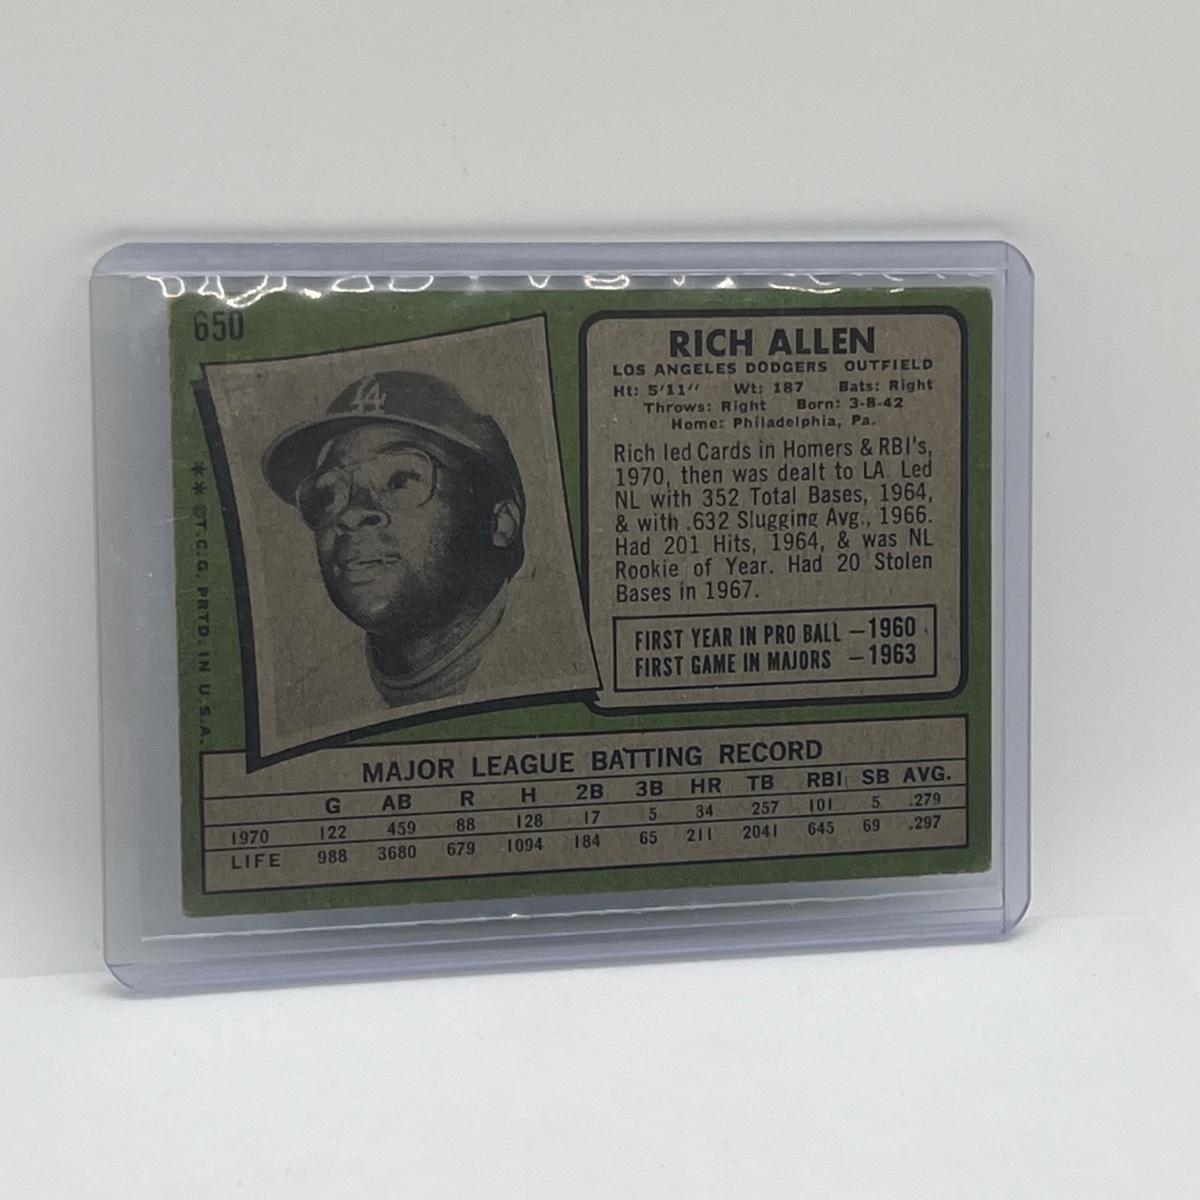 650
LA
** ©T.C.G. PRTD. IN U.S.A.
RICH ALLEN
LOS ANGELES DODGERS OUTFIELD
Ht: 5'11" Wt: 187 Bats: Right
Throws: Right Born: 3-8-42
Home: Philadelphia, Pa.
Rich led Cards in Homers & RBI's,
1970, then was dealt to LA. Led
NL with 352 Total Bases, 1964,
& with .632 Slugging Avg., 1966.
Had 201 Hits, 1964, & was NL
Rookie of Year. Had 20 Stolen
Bases in 1967.
FIRST YEAR IN PRO BALL —1960
FIRST GAME IN MAJORS —1963
MAJOR LEAGUE BATTING RECORD
G AB R H 2B 3B HR TB RBI SB AVG.
1970 122 459 88 128 17 5 34 257 101 5 .279
LIFE 988 3680 679 1094 184 65 211 2041 645 69 .297